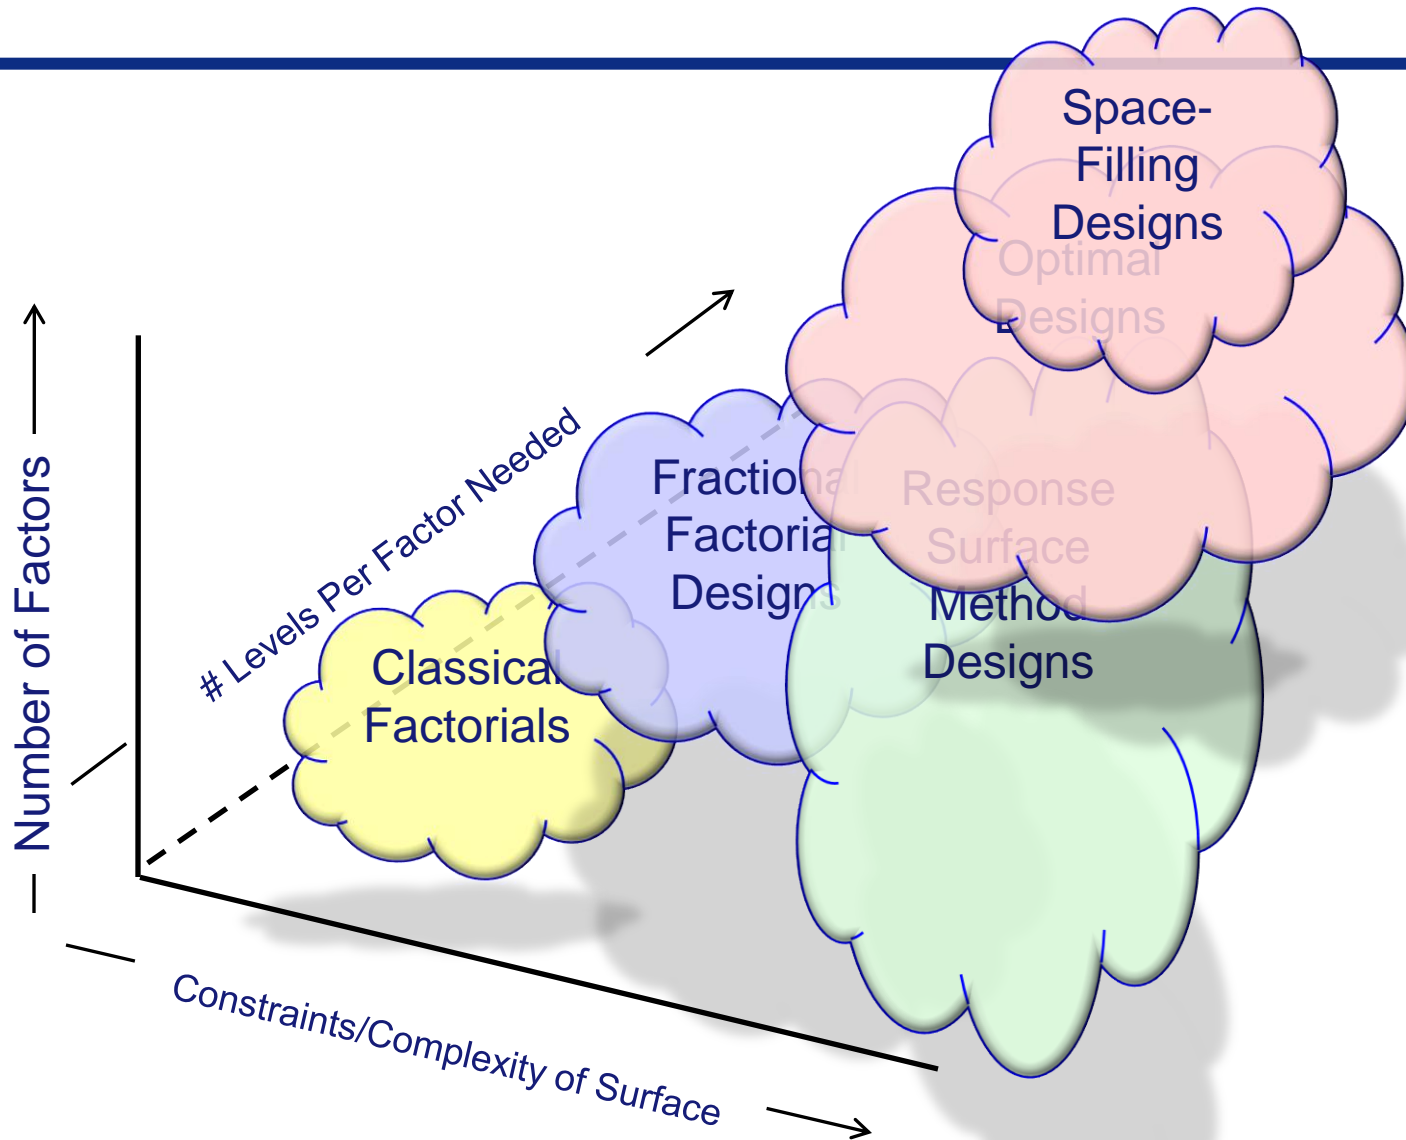 Space-
Filling
Designs
Optimal
Designs
Number of Factors
# Levels Per Factor Needed
Fractional
Factorial
Designs
Response
Surface
Method
Designs
Classical
Factorials
Constraints/Complexity of Surface